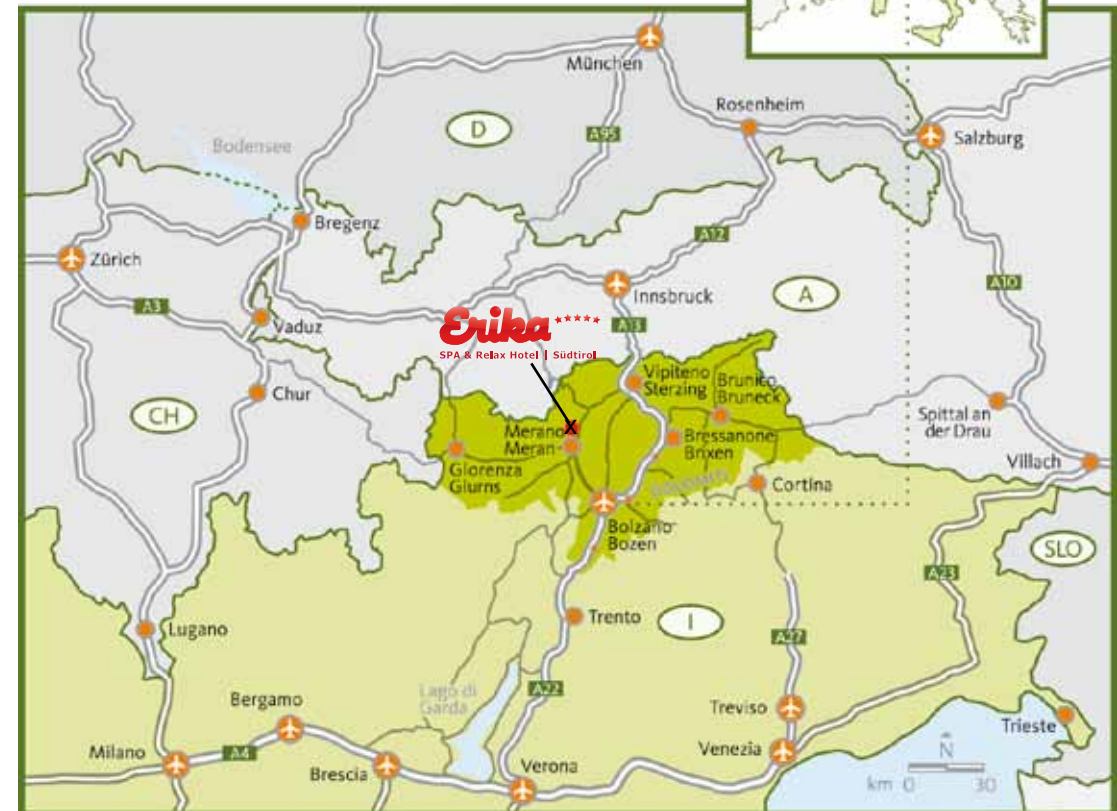 München
Rosenheim
D
A95
Salzburg
Bodensee
Bregenz
A12
Zürich
Innsbruck
A
A10
A3
Vaduz
Erika *****
SPA & Relax Hotel | Südtirol
A13
Chur
Vipiteno
Sterzing
Brunico
Bruneck
CH
Spittal an
der Drau
Merano
Meran
X
Bressanone
Brixen
Glorenza
Glurns
Villach
Dolomiti
Cortina
Bolzano
Bozen
SLO
A23
Trento
I
Lugano
A27
Lago di
Garda
A22
Bergamo
Treviso
Trieste
Milano
A4
Brescia
Verona
Venezia
N
km 0 30